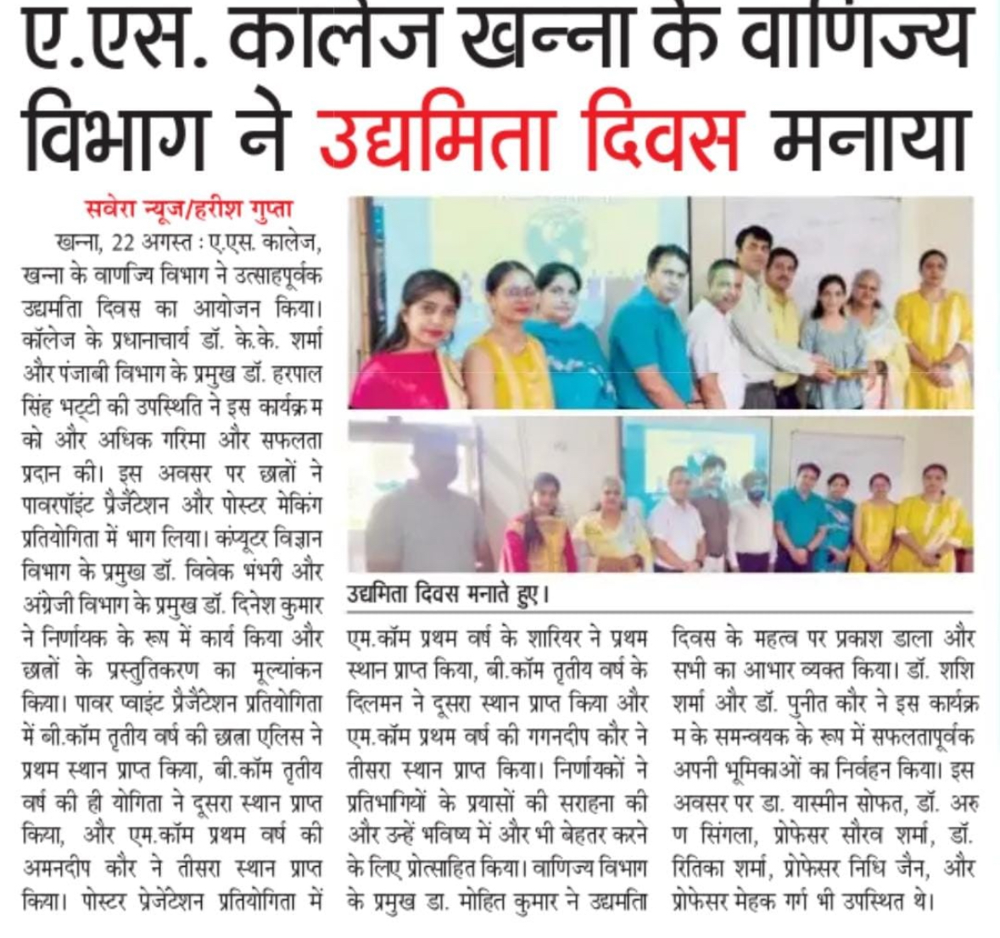 ए.एस. कालेज खन्ना के वाणिज्य
विभाग ने उद्यमिता दिवस मनाया
सवेरा न्यूज/हरीश गुप्ता
खन्ना, 22 अगस्त : ए.एस. कालेज,
खन्ना के वाणज्यि विभाग ने उत्साहपूर्वक
उद्यमति दिवस का आयोजन किया।
कॉलेज के प्रधानाचार्य डॉ. के.के. शर्मा
और पंजाबी विभाग के प्रमुख डॉ. हरपाल
सिंह भट्टी की उपस्थिति ने इस कार्यक्र म
को और अधिक गरिमा और सफलता
प्रदान की। इस अवसर पर छात्रों ने
पावरपॉइंट प्रैजैंटेशन और पोस्टर मेकिंग
प्रतियोगिता में भाग लिया। कंप्यूटर विज्ञान
विभाग के प्रमुख डॉ. विवेक भंभरी और
अंग्रेजी विभाग के प्रमुख डॉ. दिनेश कुमार
ने निर्णायक के रूप में कार्य किया और
छात्रों के प्रस्तुतिकरण का मूल्यांकन
किया। पावर प्वाइंट प्रैजैंटेशन प्रतियोगिता
में बी.कॉम तृतीय वर्ष की छात्रा एलिस ने
प्रथम स्थान प्राप्त किया, बी.कॉम तृतीय
वर्ष की ही योगिता ने दूसरा स्थान प्राप्त
किया, और एम.कॉम प्रथम वर्ष की
अमनदीप कौर ने तीसरा स्थान प्राप्त
किया। पोस्टर प्रेजेंटेशन प्रतियोगिता में
उद्यमिता दिवस मनाते हुए।
एम.कॉम प्रथम वर्ष के शारियर ने प्रथम
स्थान प्राप्त किया, बी.कॉम तृतीय वर्ष के
दिलमन ने दूसरा स्थान प्राप्त किया और
एम.कॉम प्रथम वर्ष की गगनदीप कौर ने
तीसरा स्थान प्राप्त किया। निर्णायकों ने
प्रतिभागियों के प्रयासों की सराहना की
और उन्हें भविष्य में और भी बेहतर करने
के लिए प्रोत्साहित किया। वाणिज्य विभाग
के प्रमुख डा. मोहित कुमार ने उद्यमति
दिवस के महत्व पर प्रकाश डाला और
सभी का आभार व्यक्त किया। डॉ. शशि
शर्मा और डॉ. पुनीत कौर ने इस कार्यक्र
म के समन्वयक के रूप में सफलतापूर्वक
अपनी भूमिकाओं का निर्वहन किया। इस
अवसर पर डा. यास्मीन सोफत, डॉ. अरु
ण सिंगला, प्रोफेसर सौरव शर्मा, डॉ.
रितिका शर्मा, प्रोफेसर निधि जैन, और
प्रोफेसर मेहक गर्ग भी उपस्थित थे।